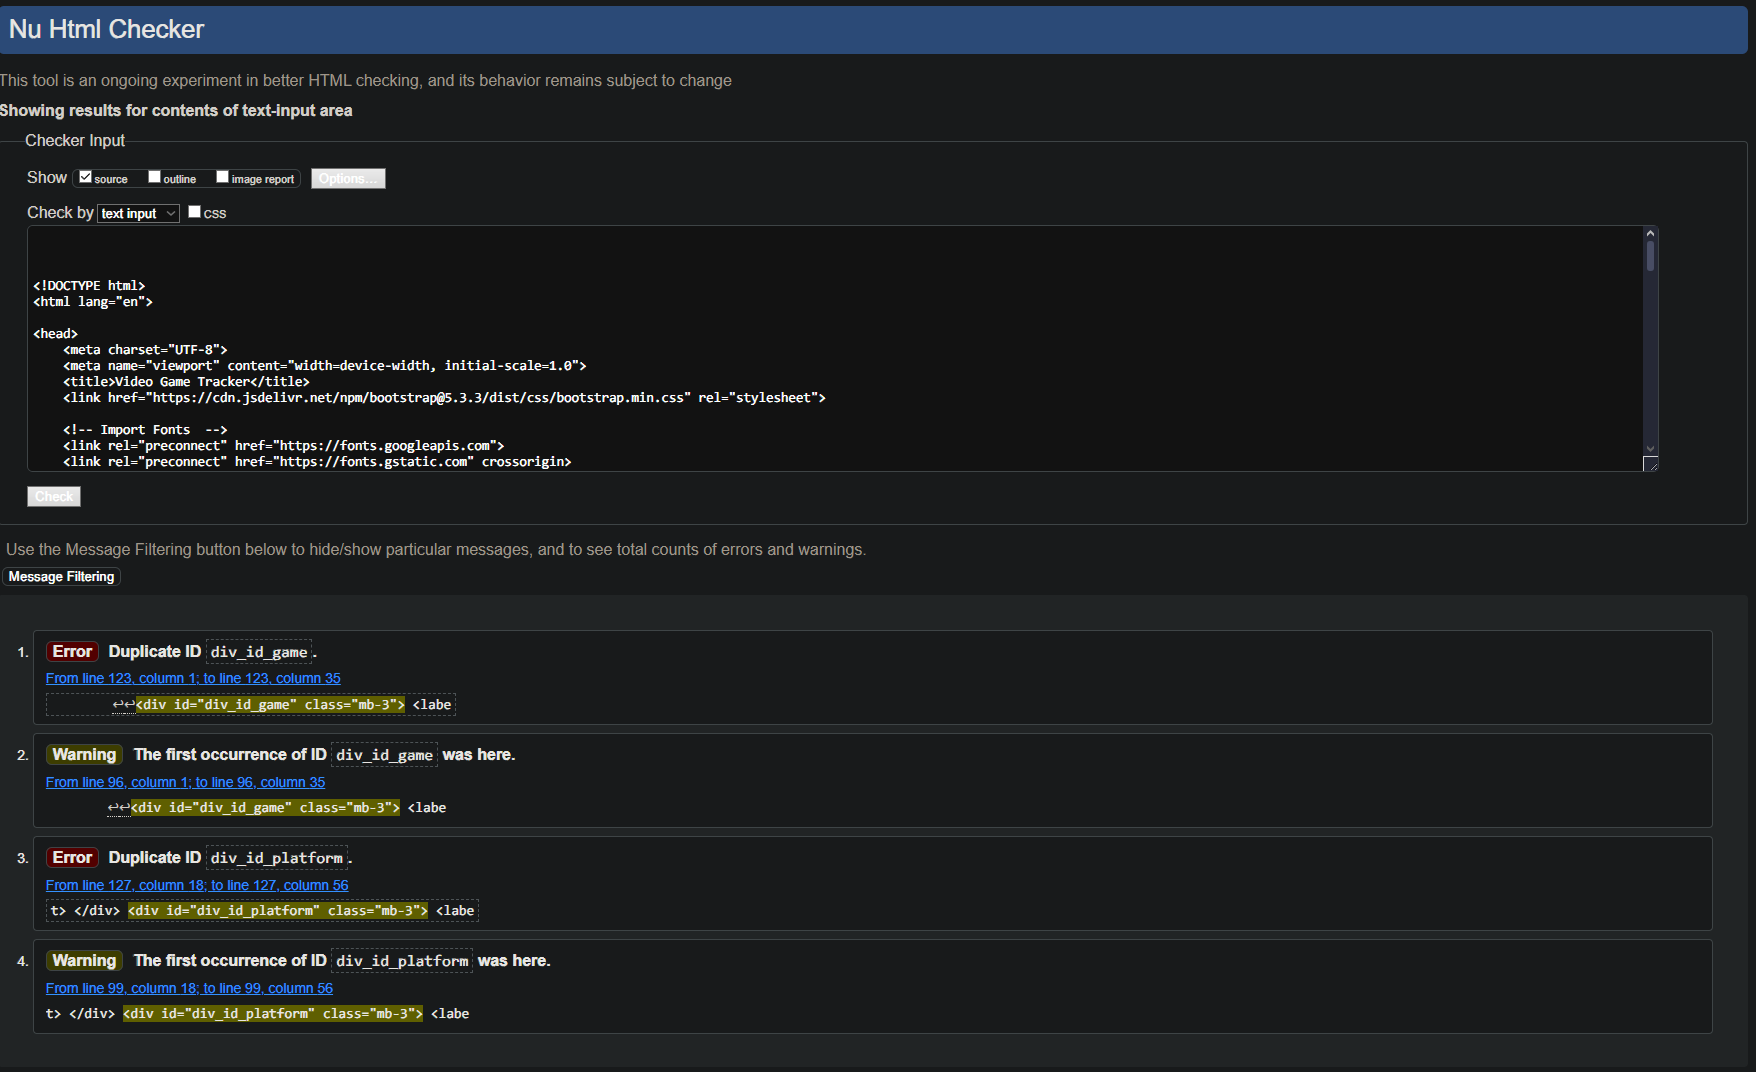 Nu Html Checker
This tool is an ongoing experiment in better HTML checking, and its behavior remains subject to change
Showing results for contents of text-input area
Checker Input
Show source outline image report Options...
Check by text input css
<!DOCTYPE html>
<html lang="en">
<head>
<meta charset="UTF-8">
<meta name="viewport" content="width=device-width, initial-scale=1.0">
<title>Video Game Tracker</title>
<link href="https://cdn.jsdelivr.net/npm/bootstrap@5.3.3/dist/css/bootstrap.min.css" rel="stylesheet">
<!-- Import Fonts  -->
<link rel="preconnect" href="https://fonts.googleapis.com">
<link rel="preconnect" href="https://fonts.gstatic.com" crossorigin>
Check
Use the Message Filtering button below to hide/show particular messages, and to see total counts of errors and warnings.
Message Filtering
1. Error Duplicate ID div_id_game.
From line 123, column 1; to line 123, column 35
↩↩<div id="div_id_game" class="mb-3"> <labe
2. Warning The first occurrence of ID div_id_game was here.
From line 96, column 1; to line 96, column 35
↩↩<div id="div_id_game" class="mb-3"> <labe
3. Error Duplicate ID div_id_platform.
From line 127, column 18; to line 127, column 56
t> </div> <div id="div_id_platform" class="mb-3"> <labe
4. Warning The first occurrence of ID div_id_platform was here.
From line 99, column 18; to line 99, column 56
t> </div> <div id="div_id_platform" class="mb-3"> <labe